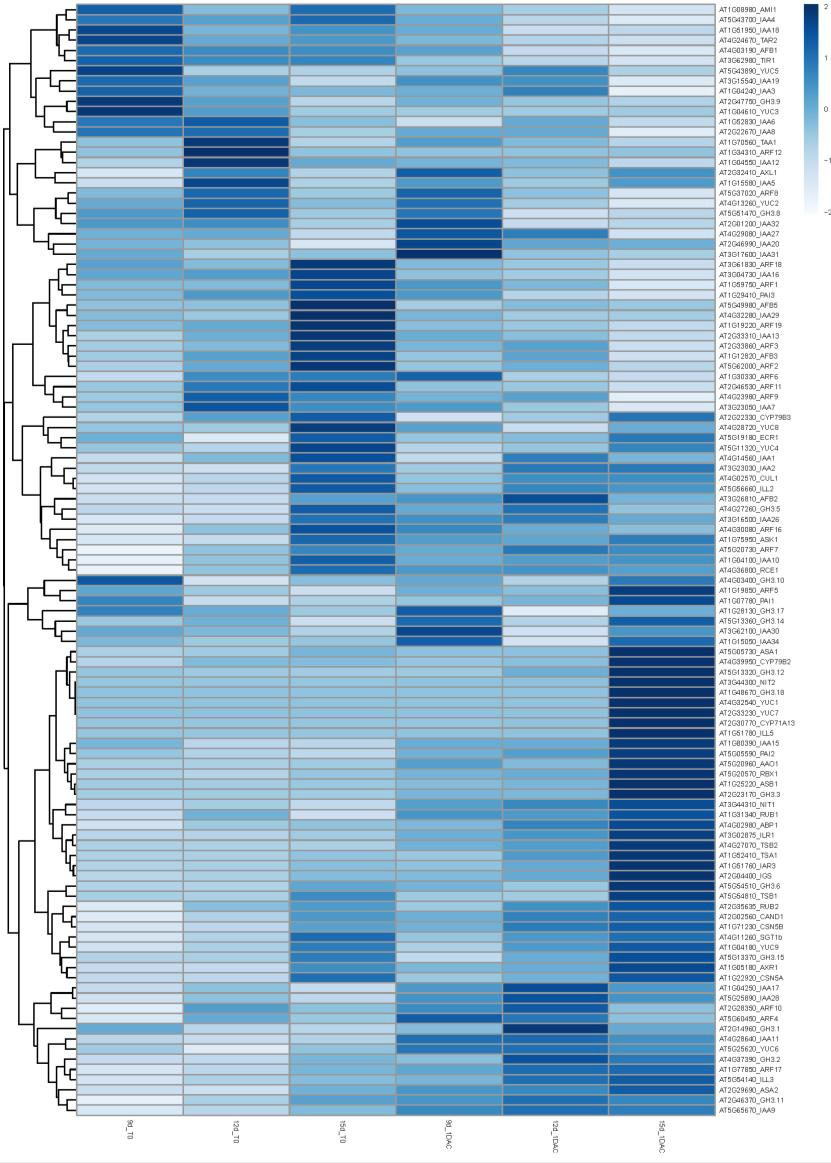 2
1
0
−1
−2
AT1G08980_AMI1
AT5G43700_IAA4
AT1G51950_IAA18
AT4G24670_TAR2
AT4G03190_AFB1
AT3G62980_TIR1
AT5G43890_YUC5
AT3G15540_IAA19
AT1G04240_IAA3
AT2G47750_GH3.9
AT1G04610_YUC3
AT1G52830_IAA6
AT2G22670_IAA8
AT1G70560_TAA1
AT1G34310_ARF12
AT1G04550_IAA12
AT2G32410_AXL1
AT1G15580_IAA5
AT5G37020_ARF8
AT4G13260_YUC2
AT5G51470_GH3.8
AT2G01200_IAA32
AT4G29080_IAA27
AT2G46990_IAA20
AT3G17600_IAA31
AT3G61830_ARF18
AT3G04730_IAA16
AT1G59750_ARF1
AT1G29410_PAI3
AT5G49980_AFB5
AT4G32280_IAA29
AT1G19220_ARF19
AT2G33310_IAA13
AT2G33860_ARF3
AT1G12820_AFB3
AT5G62000_ARF2
AT1G30330_ARF6
AT2G46530_ARF11
AT4G23980_ARF9
AT3G23050_IAA7
AT2G22330_CYP79B3
AT4G28720_YUC8
AT5G19180_ECR1
AT5G11320_YUC4
AT4G14560_IAA1
AT3G23030_IAA2
AT4G02570_CUL1
AT5G56660_ILL2
AT3G26810_AFB2
AT4G27260_GH3.5
AT3G16500_IAA26
AT4G30080_ARF16
AT1G75950_ASK1
AT5G20730_ARF7
AT1G04100_IAA10
AT4G36800_RCE1
AT4G03400_GH3.10
AT1G19850_ARF5
AT1G07780_PAI1
AT1G28130_GH3.17
AT5G13360_GH3.14
AT3G62100_IAA30
AT1G15050_IAA34
AT5G05730_ASA1
AT4G39950_CYP79B2
AT5G13320_GH3.12
AT3G44300_NIT2
AT1G48670_GH3.18
AT4G32540_YUC1
AT2G33230_YUC7
AT2G30770_CYP71A13
AT1G51780_ILL5
AT1G80390_IAA15
AT5G05590_PAI2
AT5G20960_AAO1
AT5G20570_RBX1
AT1G25220_ASB1
AT2G23170_GH3.3
AT3G44310_NIT1
AT1G31340_RUB1
AT4G02980_ABP1
AT3G02875_ILR1
AT4G27070_TSB2
AT1G52410_TSA1
AT1G51760_IAR3
AT2G04400_IGS
AT5G54510_GH3.6
AT5G54810_TSB1
AT2G35635_RUB2
AT2G02560_CAND1
AT1G71230_CSN5B
AT4G11260_SGT1b
AT1G04180_YUC9
AT5G13370_GH3.15
AT1G05180_AXR1
AT1G22920_CSN5A
AT1G04250_IAA17
AT5G25890_IAA28
AT2G28350_ARF10
AT5G60450_ARF4
AT2G14960_GH3.1
AT4G28640_IAA11
AT5G25620_YUC6
AT4G37390_GH3.2
AT1G77850_ARF17
AT5G54140_ILL3
AT2G29690_ASA2
AT2G46370_GH3.11
AT5G65670_IAA9
9d_T0
12d_T0
15d_T0
9d_1DAC
12d_1DAC
15d_1DAC